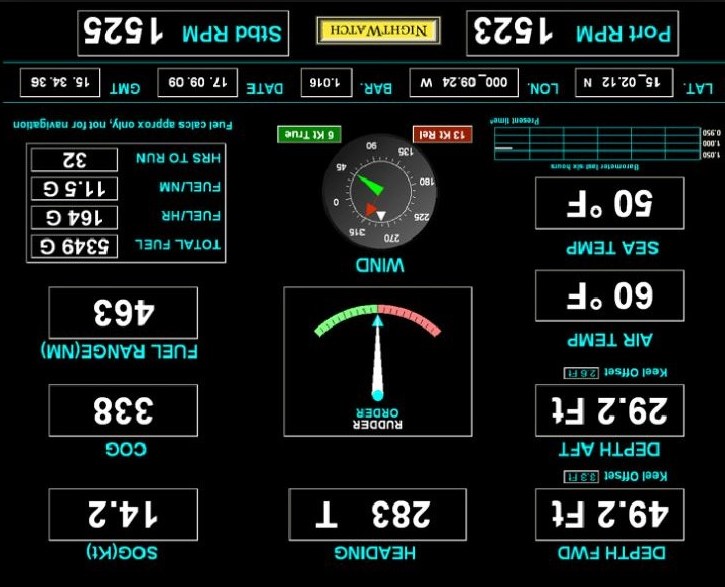 DEPTH FWD
49.2 Ft
Keel Offset 3.3 Ft
DEPTH AFT
29.2 Ft
Keel Offset 2.6 Ft
AIR TEMP
60 °F
SEA TEMP
50 °F
Barometer last six hours
1.050
1.000
0.950
Present time^
HEADING
283 T
RUDDER
ORDER
WIND
270
315
225
0
180
45
135
90
13 Kt Rel
6 Kt True
SOG(Kt)
14.2
COG
338
FUEL RANGE(NM)
463
TOTAL FUEL 5349 G
FUEL/HR 164 G
FUEL/NM 11.5 G
HRS TO RUN 32
Fuel calcs approx only, not for navigation
LAT. 15_02.12 N LON. 000_09.24 W BAR. 1.016 DATE 17. 09. 09 GMT 15. 34. 36
Port RPM 1523 NIGHTWATCH Stbd RPM 1525